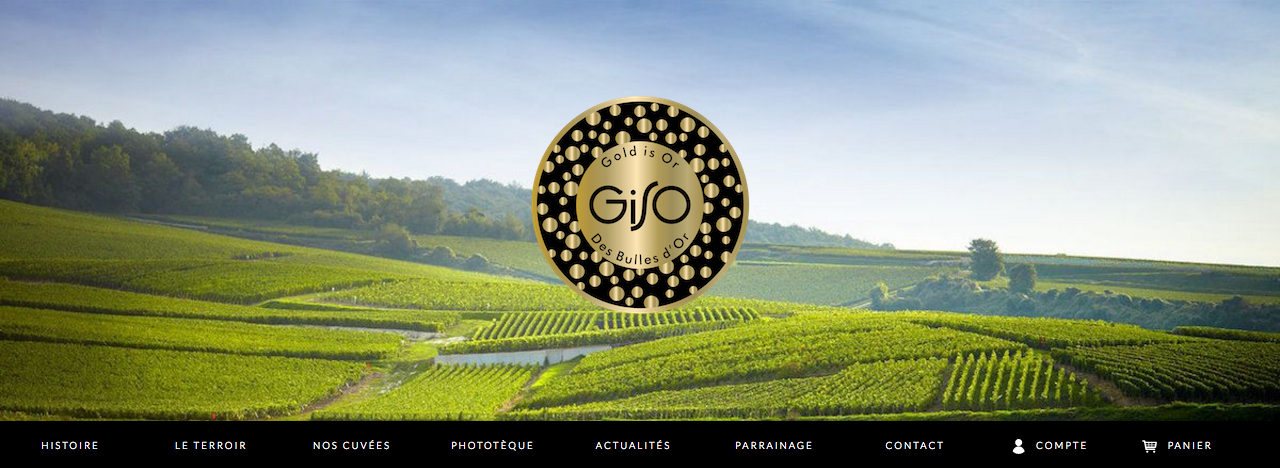 Gold is Or
GiSO
Des Bulles d'Or
HISTOIRE
LE TERROIR
NOS CUVÉES
PHOTOTÈQUE
ACTUALITÉS
PARRAINAGE
CONTACT
COMPTE
PANIER